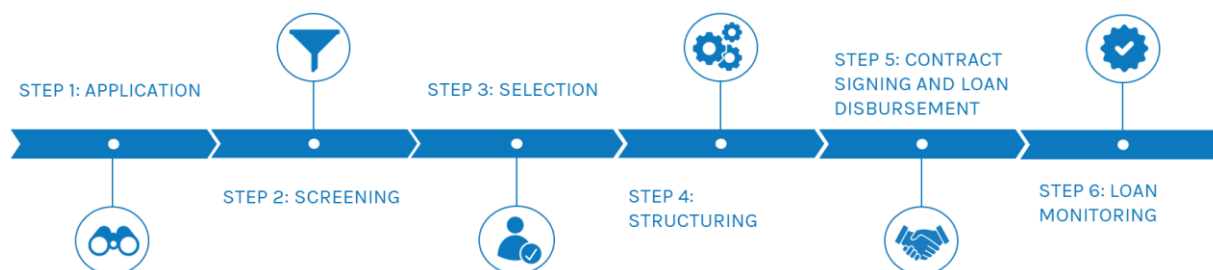 STEP 1: APPLICATION
STEP 2: SCREENING
STEP 3: SELECTION
STEP 4:
STRUCTURING
STEP 5: CONTRACT
SIGNING AND LOAN
DISBURSEMENT
STEP 6: LOAN
MONITORING